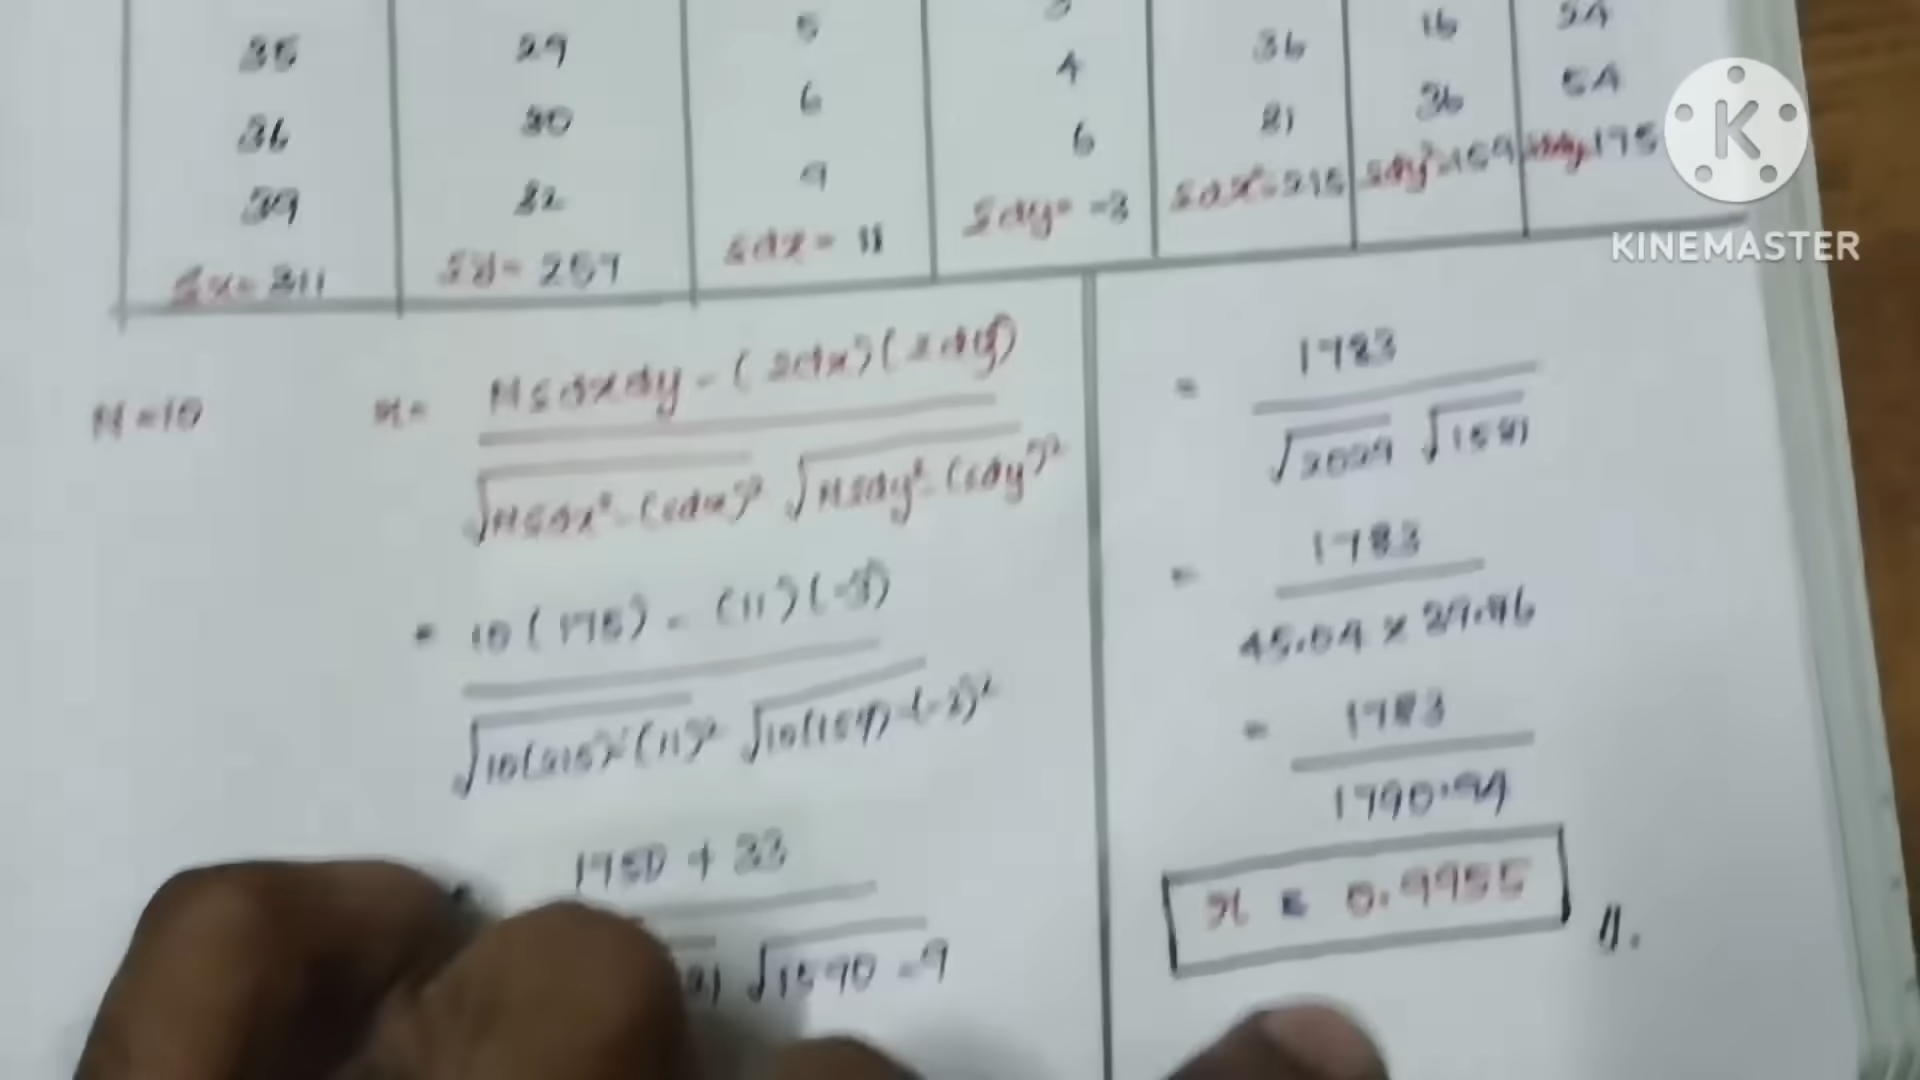 35 29 5 36 16 24
36 30 6 4 81 36 54
39 32 9 6 Σdx²=215 Σdy²=159 Σdxdy=175
Σx=311 Σy=257 Σdx=11 Σdy=-3
KINEMASTER
N=10
r= NΣdxdy-(Σdx)(Σdy)
√NΣdx²-(Σdx)² √NΣdy²-(Σdy)²
= 10(175)-(11)(-3)
√10(215)-(11)² √10(159)-(-3)²
= 1750+33
√1590-9
= 1783
√2029 √1581
= 1783
45.04 x 39.76
= 1783
1790.94
r = 0.9955